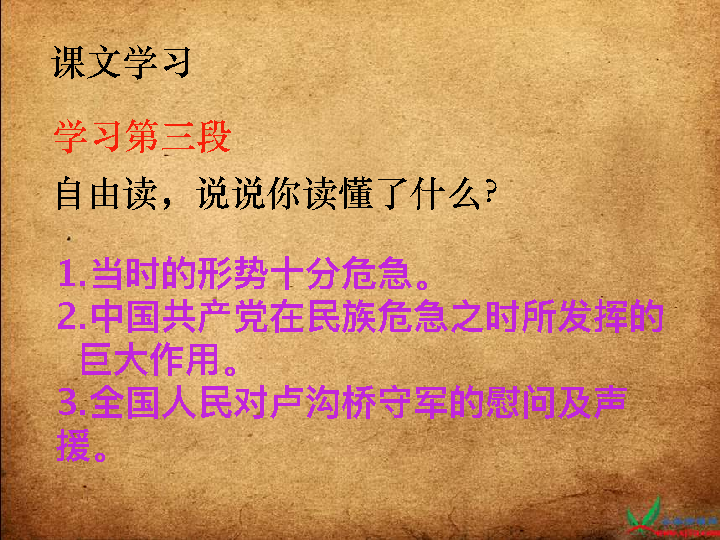 课文学习
学习第三段
自由读，说说你读懂了什么?
1.当时的形势十分危急。
2.中国共产党在民族危急之时所发挥的
巨大作用。
3.全国人民对卢沟桥守军的慰问及声
援。